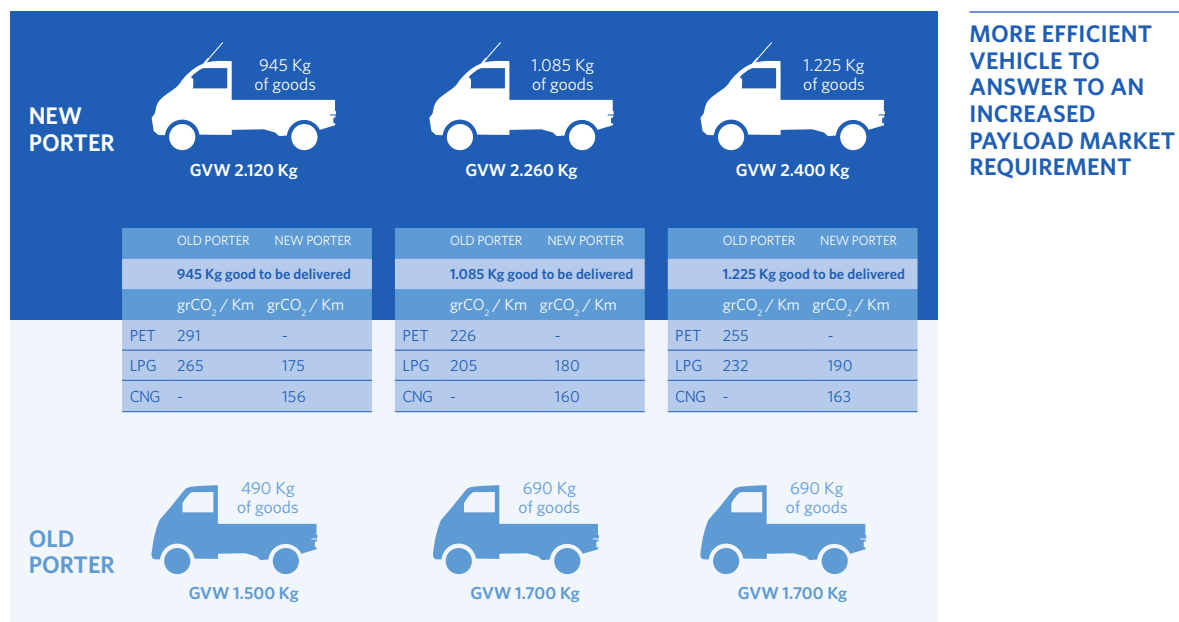 MORE EFFICIENT
VEHICLE TO
ANSWER TO AN
INCREASED
PAYLOAD MARKET
REQUIREMENT
NEW
PORTER
945 Kg
of goods
GVW 2.120 Kg
1.085 Kg
of goods
GVW 2.260 Kg
1.225 Kg
of goods
GVW 2.400 Kg
OLD PORTER NEW PORTER
945 Kg good to be delivered
grCO₂ / Km grCO₂ / Km
PET 291 -
LPG 265 175
CNG - 156
OLD PORTER NEW PORTER
1.085 Kg good to be delivered
grCO₂ / Km grCO₂ / Km
PET 226 -
LPG 205 180
CNG - 160
OLD PORTER NEW PORTER
1.225 Kg good to be delivered
grCO₂ / Km grCO₂ / Km
PET 255 -
LPG 232 190
CNG - 163
OLD
PORTER
490 Kg
of goods
GVW 1.500 Kg
690 Kg
of goods
GVW 1.700 Kg
690 Kg
of goods
GVW 1.700 Kg